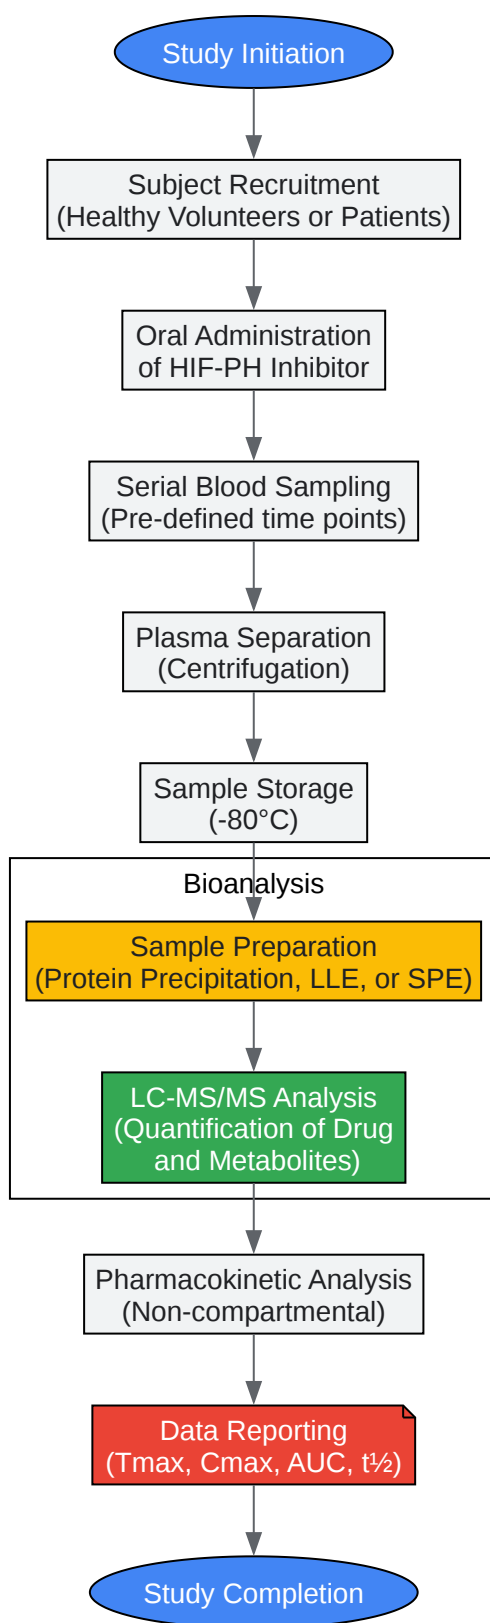 Study Initiation
Subject Recruitment
(Healthy Volunteers or Patients)
Oral Administration
of HIF-PH Inhibitor
Serial Blood Sampling
(Pre-defined time points)
Plasma Separation
(Centrifugation)
Sample Storage
(-80°C)
Bioanalysis
Sample Preparation
(Protein Precipitation, LLE, or SPE)
LC-MS/MS Analysis
(Quantification of Drug
and Metabolites)
Pharmacokinetic Analysis
(Non-compartmental)
Data Reporting
(Tmax, Cmax, AUC, t½)
Study Completion